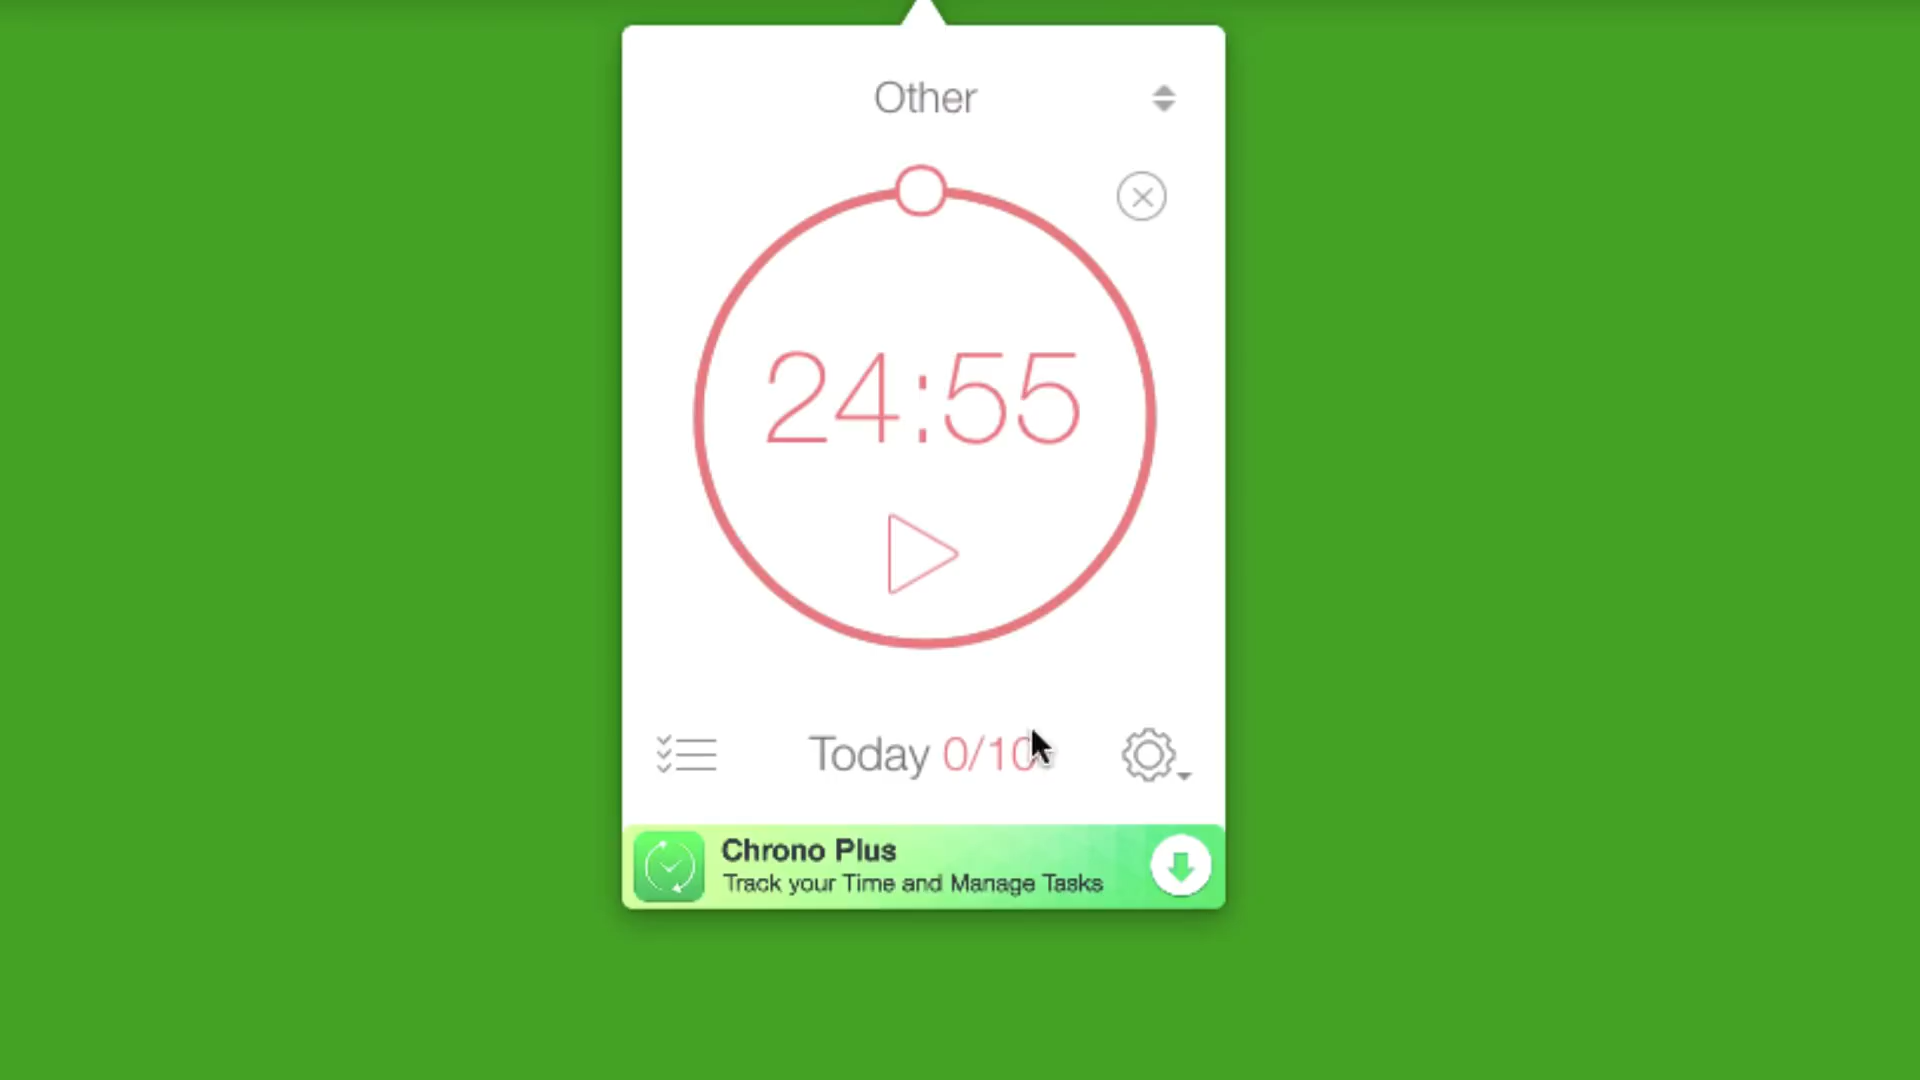 Other
24:55
Today 0/10
Chrono Plus
Track your Time and Manage Tasks